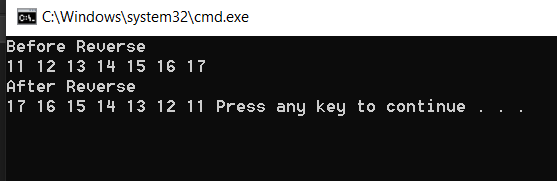 C:\Windows\system32\cmd.exe
Before Reverse
11 12 13 14 15 16 17
After Reverse
17 16 15 14 13 12 11 Press any key to continue . . .